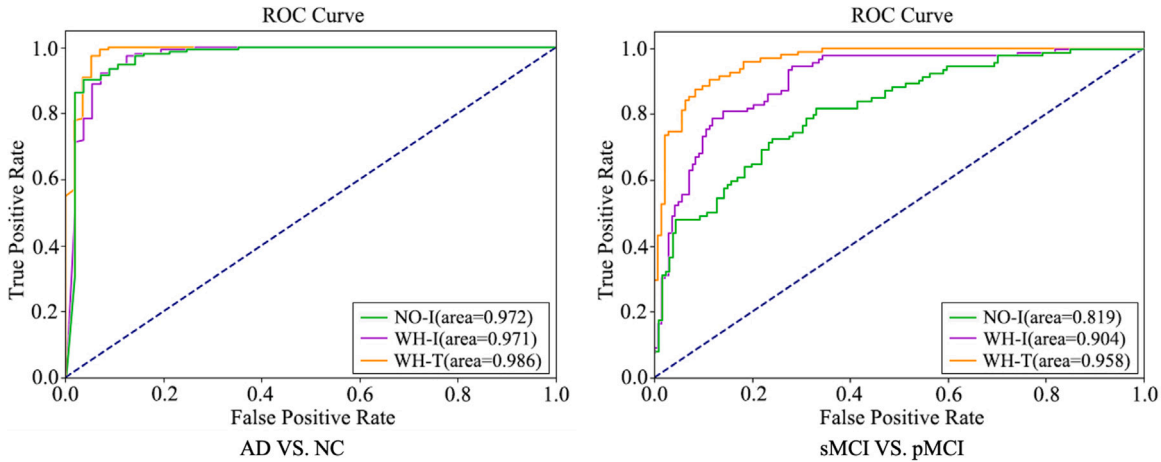 ROC Curve
True Positive Rate
1.0
0.8
0.6
0.4
0.2
0.0
NO-I(area=0.972)
WH-I(area=0.971)
WH-T(area=0.986)
0.0 0.2 0.4 0.6 0.8 1.0
False Positive Rate
AD VS. NC
ROC Curve
True Positive Rate
1.0
0.8
0.6
0.4
0.2
0.0
NO-I(area=0.819)
WH-I(area=0.904)
WH-T(area=0.958)
0.0 0.2 0.4 0.6 0.8 1.0
False Positive Rate
sMCI VS. pMCI